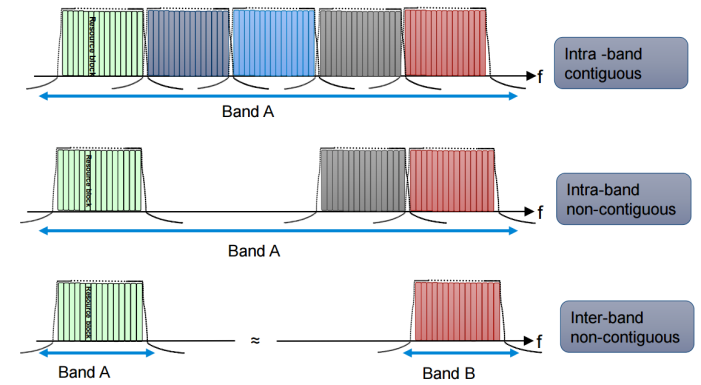 Resource block
f
Intra -band
contiguous
Band A
Resource block
f
Intra-band
non-contiguous
Band A
Resource block
≈
f
Inter-band
non-contiguous
Band A
Band B